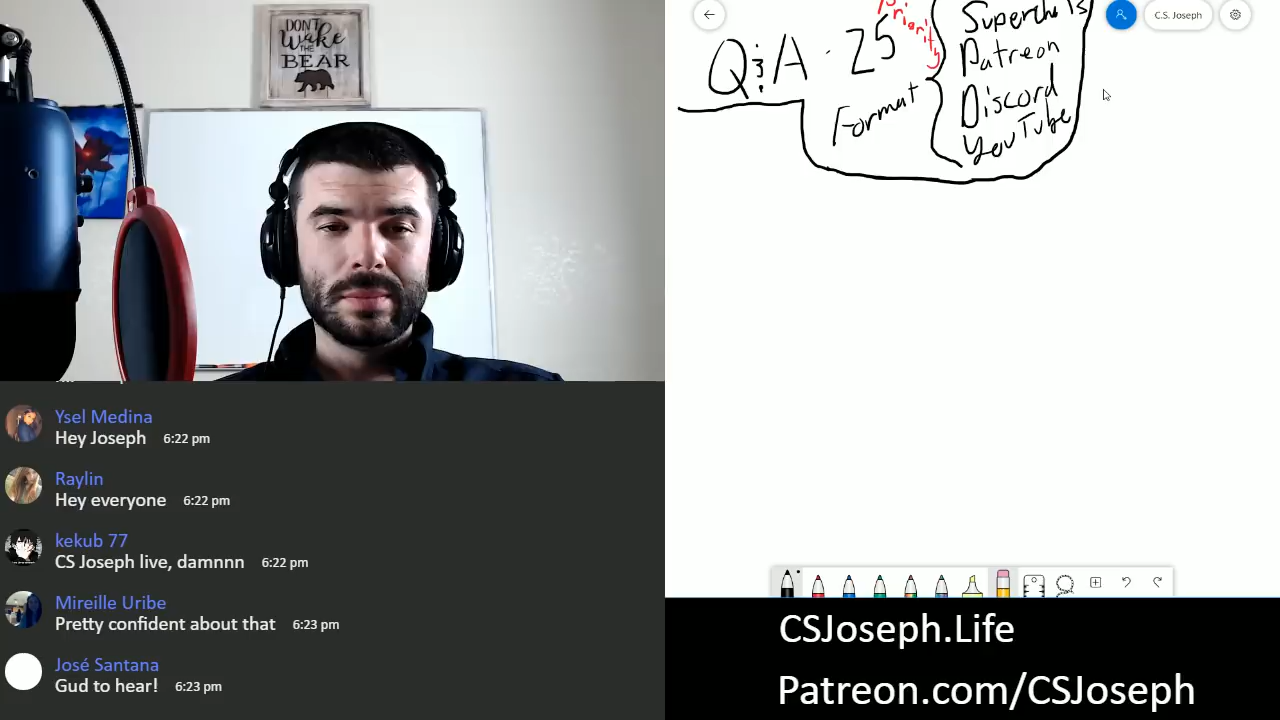 DON'T
Wake
THE
BEAR
Ysel Medina
Hey Joseph 6:22 pm
Raylin
Hey everyone 6:22 pm
kekub 77
CS Joseph live, damnnn 6:22 pm
Mireille Uribe
Pretty confident about that 6:23 pm
José Santana
Gud to hear! 6:23 pm
Q&A - 25
Priority
Format
Superchats
Patreon
Discord
YouTube
C.S. Joseph
CSJoseph.Life
Patreon.com/CSJoseph